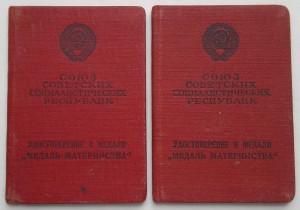 СОЮЗ
СОВЕТСКИХ
СОЦИАЛИСТИЧЕСКИХ
РЕСПУБЛИК
УДОСТОВЕРЕНИЕ К МЕДАЛИ
„МЕДАЛЬ МАТЕРИНСТВА"
СОЮЗ
СОВЕТСКИХ
СОЦИАЛИСТИЧЕСКИХ
РЕСПУБЛИК
УДОСТОВЕРЕНИЕ К МЕДАЛИ
„МЕДАЛЬ МАТЕРИНСТВА"